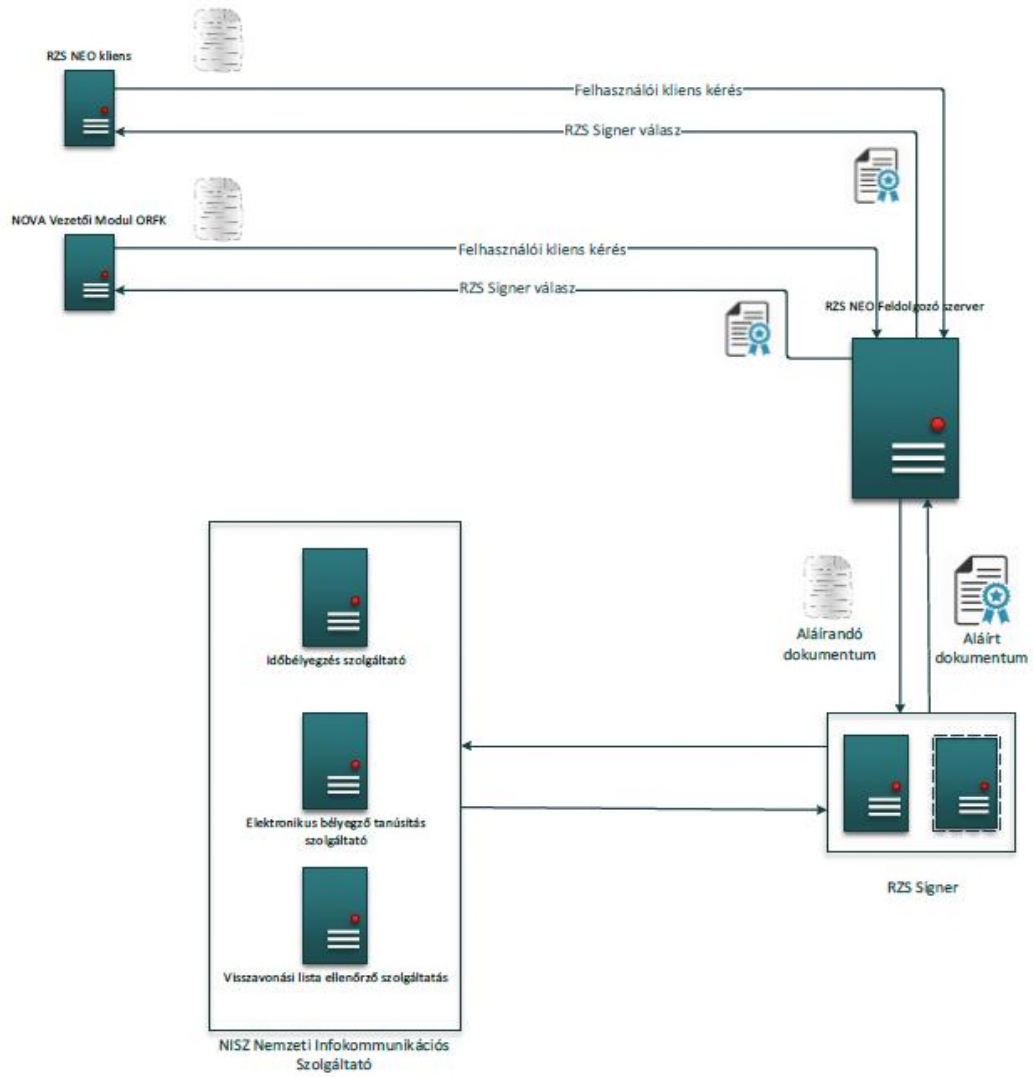 RZS NEO kliens
Felhasználói kliens kérés
RZS Signer válasz
NOVA Vezetői Modul ORFK
Felhasználói kliens kérés
RZS Signer válasz
RZS NEO Feldolgozó szerver
Időbélyegzés szolgáltató
Aláírandó
dokumentum
Aláírt
dokumentum
Elektronikus bélyegző tanúsítás
szolgáltató
RZS Signer
Visszavonási lista ellenőrző szolgáltatás
NISZ Nemzeti Infokommunikációs
Szolgáltató